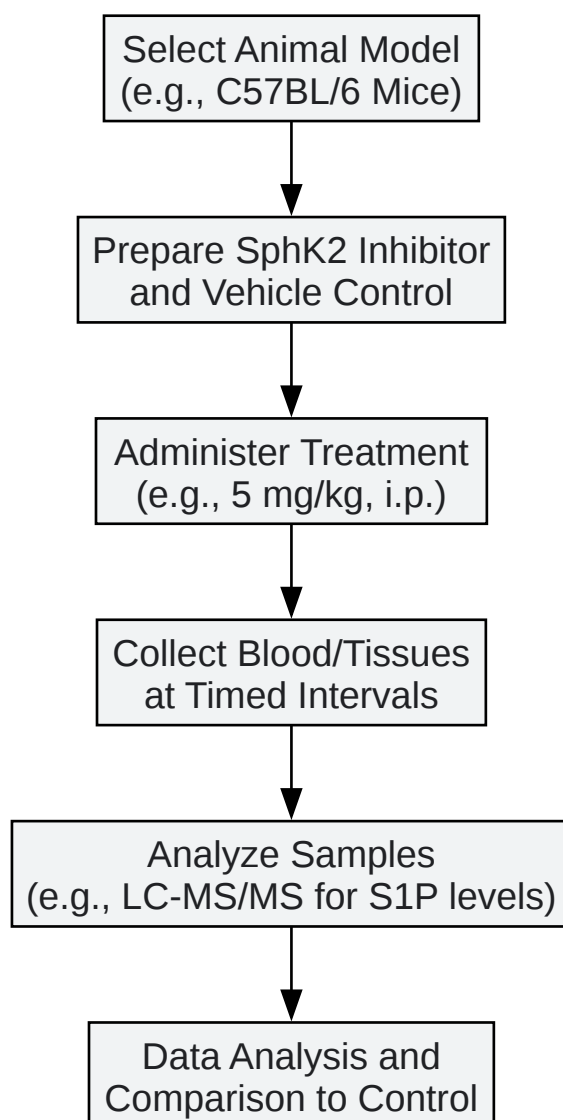 Select Animal Model
(e.g., C57BL/6 Mice)
Prepare SphK2 Inhibitor
and Vehicle Control
Administer Treatment
(e.g., 5 mg/kg, i.p.)
Collect Blood/Tissues
at Timed Intervals
Analyze Samples
(e.g., LC-MS/MS for S1P levels)
Data Analysis and
Comparison to Control